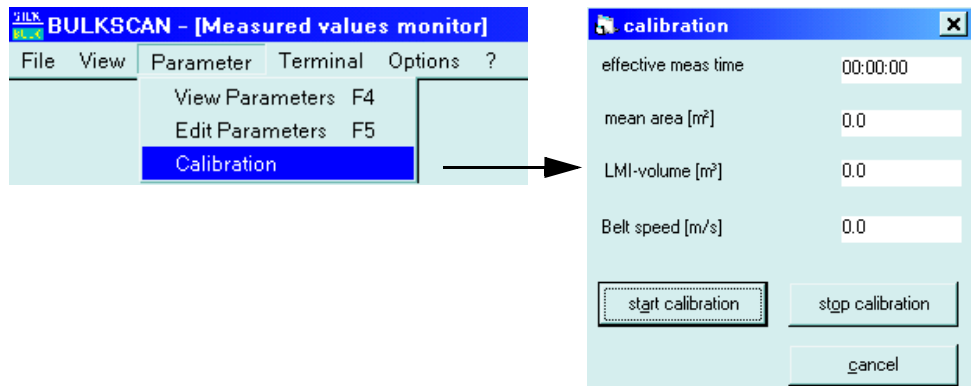 SICK BULK BULKSCAN - [Measured values monitor]
File View Parameter Terminal Options ?
View Parameters F4
Edit Parameters F5
Calibration
calibration
effective meas time 00:00:00
mean area [m²] 0.0
LMI-volume [m³] 0.0
Belt speed [m/s] 0.0
start calibration stop calibration
cancel